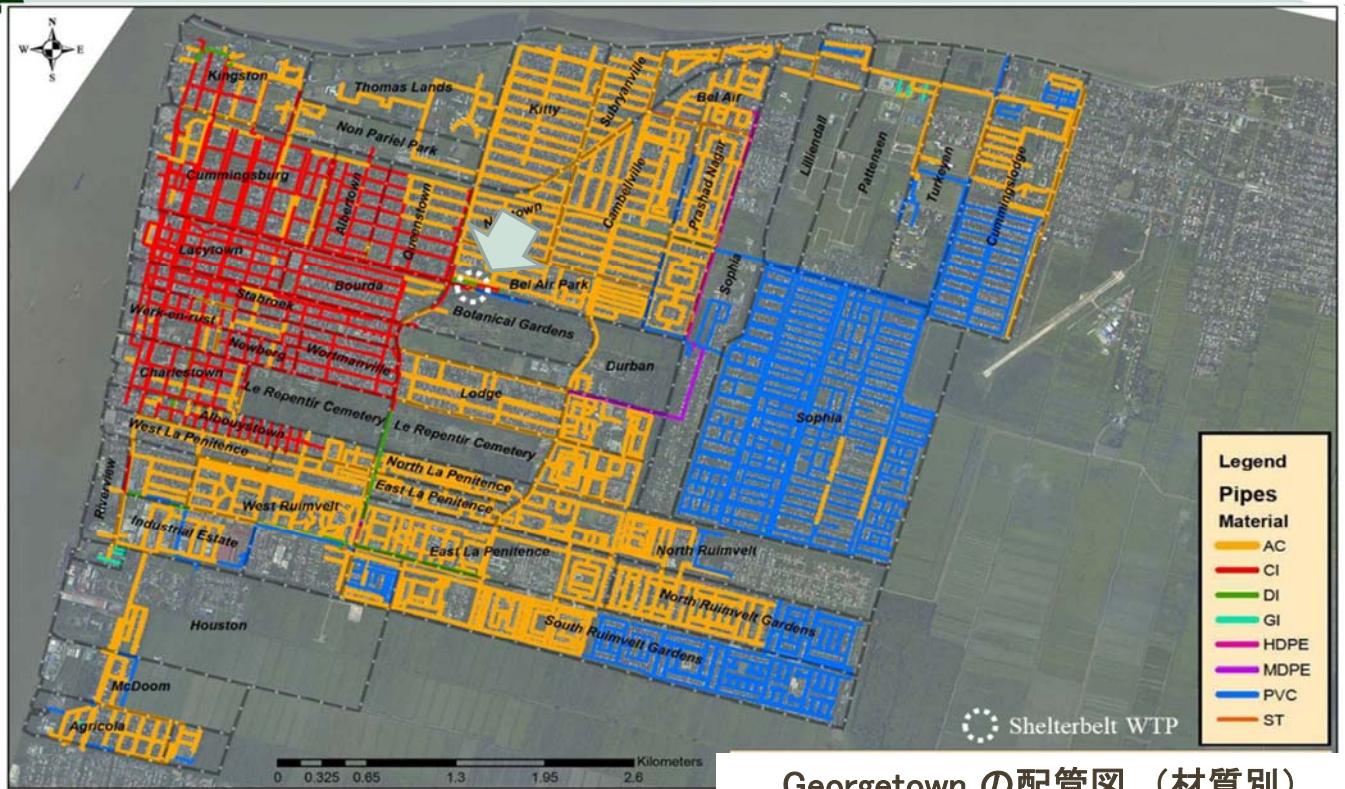 N
W E
S
Kingston
Thomas Lands
Non Pariel Park
Kitty
Subryanville
Bel Air
Cummingsburg
Albertown
Queenstown
Cambellville
Prashad Nagar
Lilliendall
Pattensen
Turkeyen
Cummingslodge
Lacytown
Bourda
Bel Air Park
Sophia
Stabroek
Botanical Gardens
Werk-en-rust
Newberg
Wortmanville
Durban
Charlestown
Lodge
Le Repentir Cemetery
Le Repentir Cemetery
Sophia
Albouystown
West La Penitence
North La Penitence
East La Penitence
Riverview
West Ruimvelt
Industrial Estate
East La Penitence
North Ruimvelt
North Ruimvelt Gardens
South Ruimvelt Gardens
Houston
McDoom
Agricola
Legend
Pipes
Material
AC
CI
DI
GI
HDPE
MDPE
PVC
ST
Shelterbelt WTP
Kilometers
0 0.325 0.65 1.3 1.95 2.6
Georgetown の配管図 （材質別）